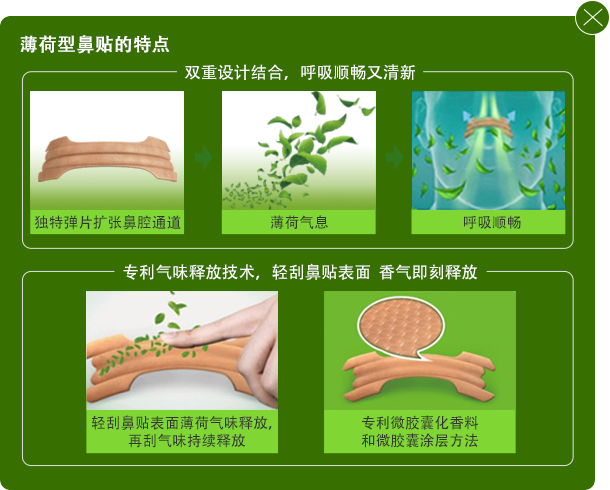 薄荷型鼻贴的特点
双重设计结合，呼吸顺畅又清新
独特弹片扩张鼻腔通道
薄荷气息
呼吸顺畅
专利气味释放技术，轻刮鼻贴表面 香气即刻释放
轻刮鼻贴表面薄荷气味释放,
再刮气味持续释放
专利微胶囊化香料
和微胶囊涂层方法